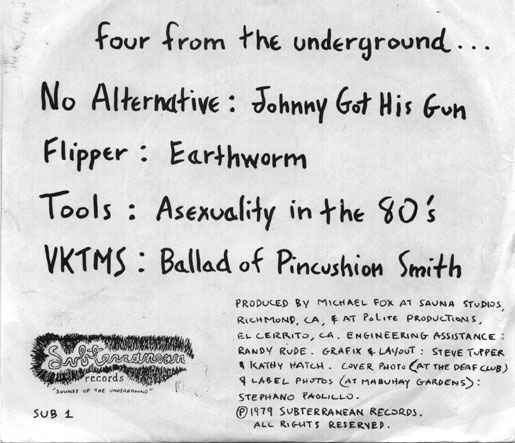 four from the underground...
No Alternative: Johnny Got His Gun
Flipper: Earthworm
Tools: Asexuality in the 80's
VKTMS: Ballad of Pincushion Smith
PRODUCED BY MICHAEL FOX AT SAUNA STUDIOS,
RICHMOND, CA, & AT POLITE PRODUCTIONS,
EL CERRITO, CA. ENGINEERING ASSISTANCE:
RANDY RUDE. GRAFIX & LAYOUT: STEVE TUPPER
& KATHY HATCH. COVER PHOTO (AT THE DEAF CLUB)
& LABEL PHOTOS (AT MABUHAY GARDENS):
STEPHANO PAOLILLO.
℗1979 SUBTERRANEAN RECORDS.
ALL RIGHTS RESERVED.
Subterranean
records
"SOUNDS OF THE UNDERGROUND"
SUB 1